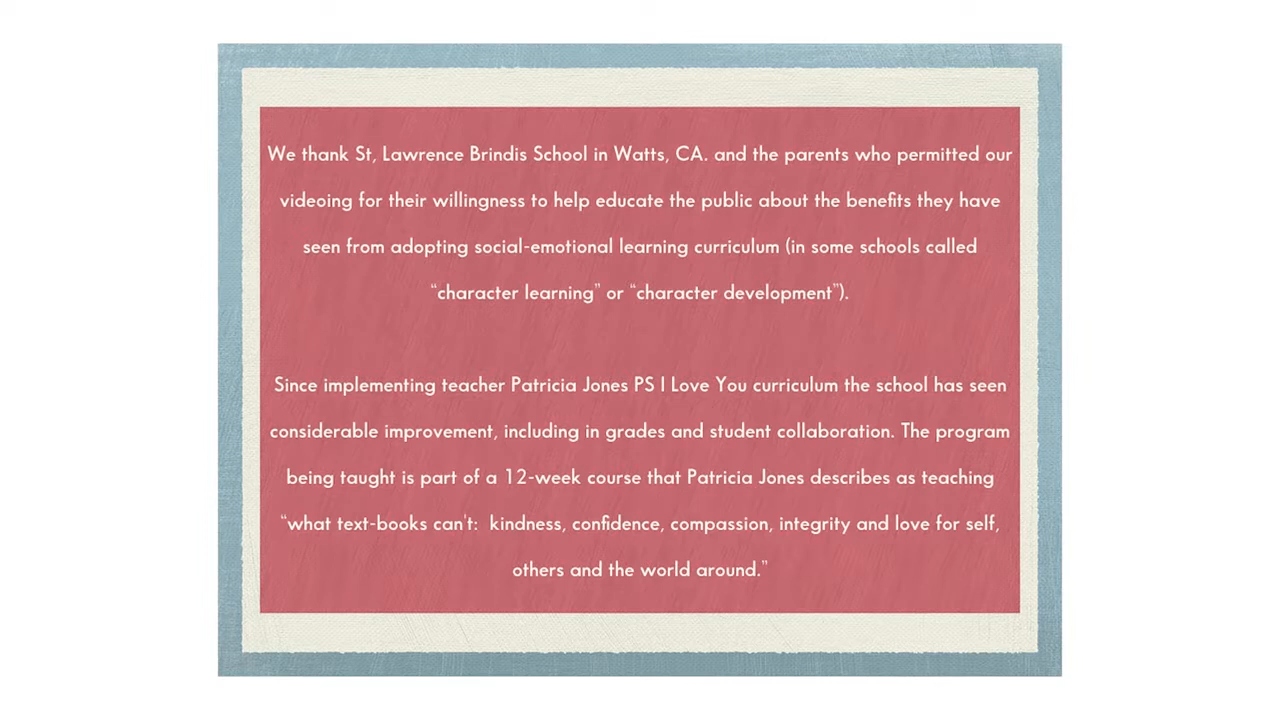 We thank St, Lawrence Brindis School in Watts, CA. and the parents who permitted our
videoing for their willingness to help educate the public about the benefits they have
seen from adopting social-emotional learning curriculum (in some schools called
“character learning” or “character development”).
Since implementing teacher Patricia Jones PS I Love You curriculum the school has seen
considerable improvement, including in grades and student collaboration. The program
being taught is part of a 12-week course that Patricia Jones describes as teaching
“what text-books can't:  kindness, confidence, compassion, integrity and love for self,
others and the world around.”